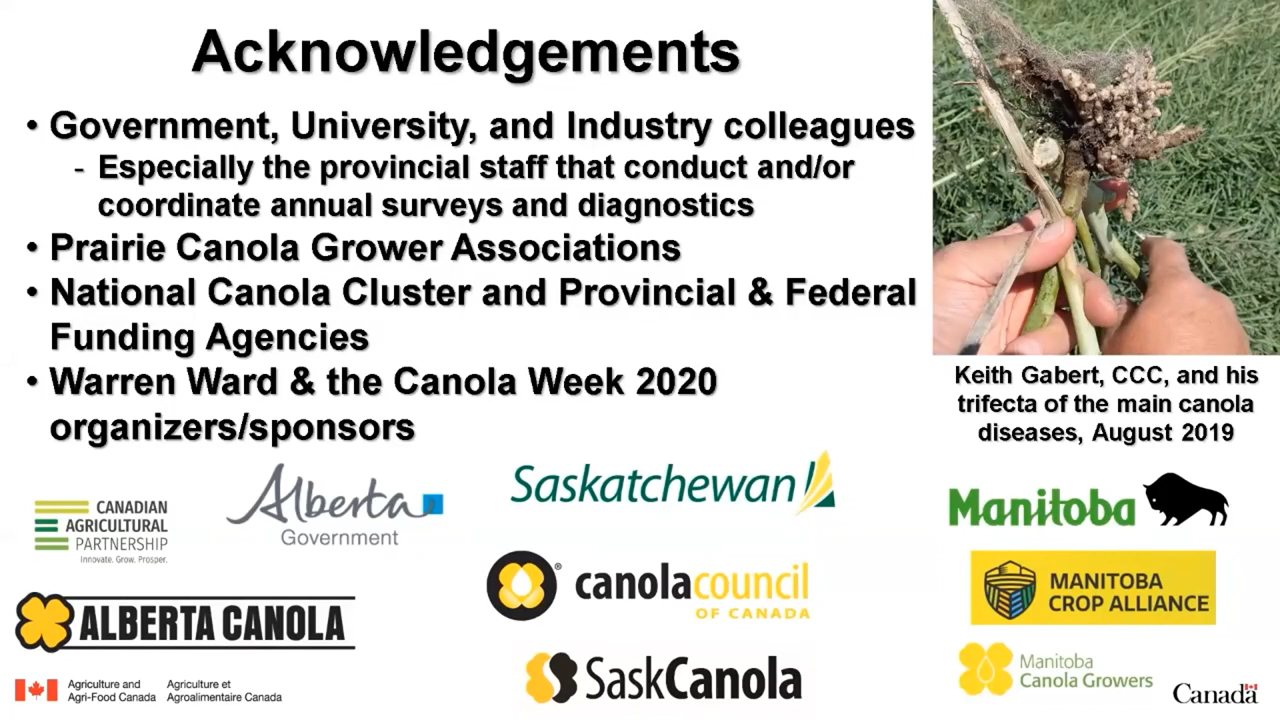 Acknowledgements
• Government, University, and Industry colleagues
- Especially the provincial staff that conduct and/or
coordinate annual surveys and diagnostics
• Prairie Canola Grower Associations
• National Canola Cluster and Provincial & Federal
Funding Agencies
• Warren Ward & the Canola Week 2020
organizers/sponsors
Keith Gabert, CCC, and his
trifecta of the main canola
diseases, August 2019
CANADIAN
AGRICULTURAL
PARTNERSHIP
Innovate. Grow. Prosper.
Alberta
Government
Saskatchewan
Manitoba
canolacouncil
OF CANADA
®
MANITOBA
CROP ALLIANCE
ALBERTA CANOLA
SaskCanola
Manitoba
Canola Growers
Agriculture and
Agri-Food Canada
Agriculture et
Agroalimentaire Canada
Canada